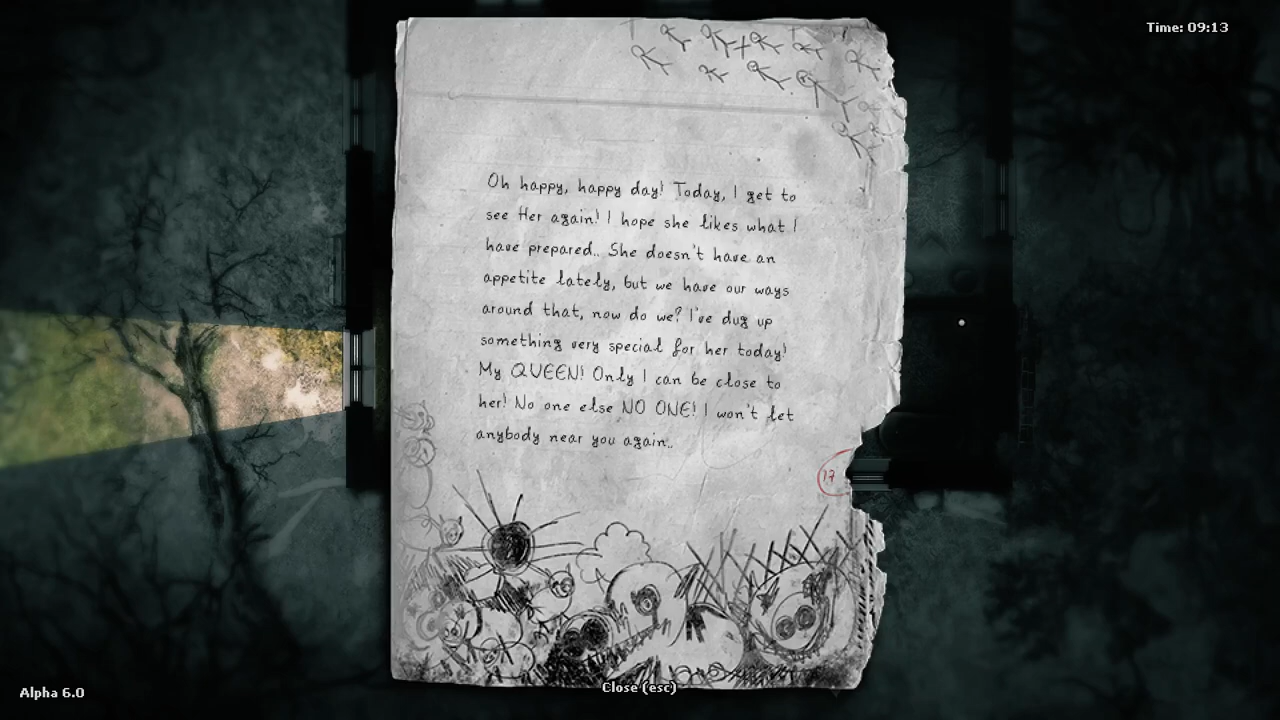 Time: 09:13
Oh happy, happy day! Today, I get to
see Her again! I hope she likes what I
have prepared.. She doesn't have an
appetite lately, but we have our ways
around that, now do we? I've dug up
something very special for her today!
My QUEEN! Only I can be close to
her! No one else NO ONE! I won't let
anybody near you again..
17
Close (esc)
Alpha 6.0